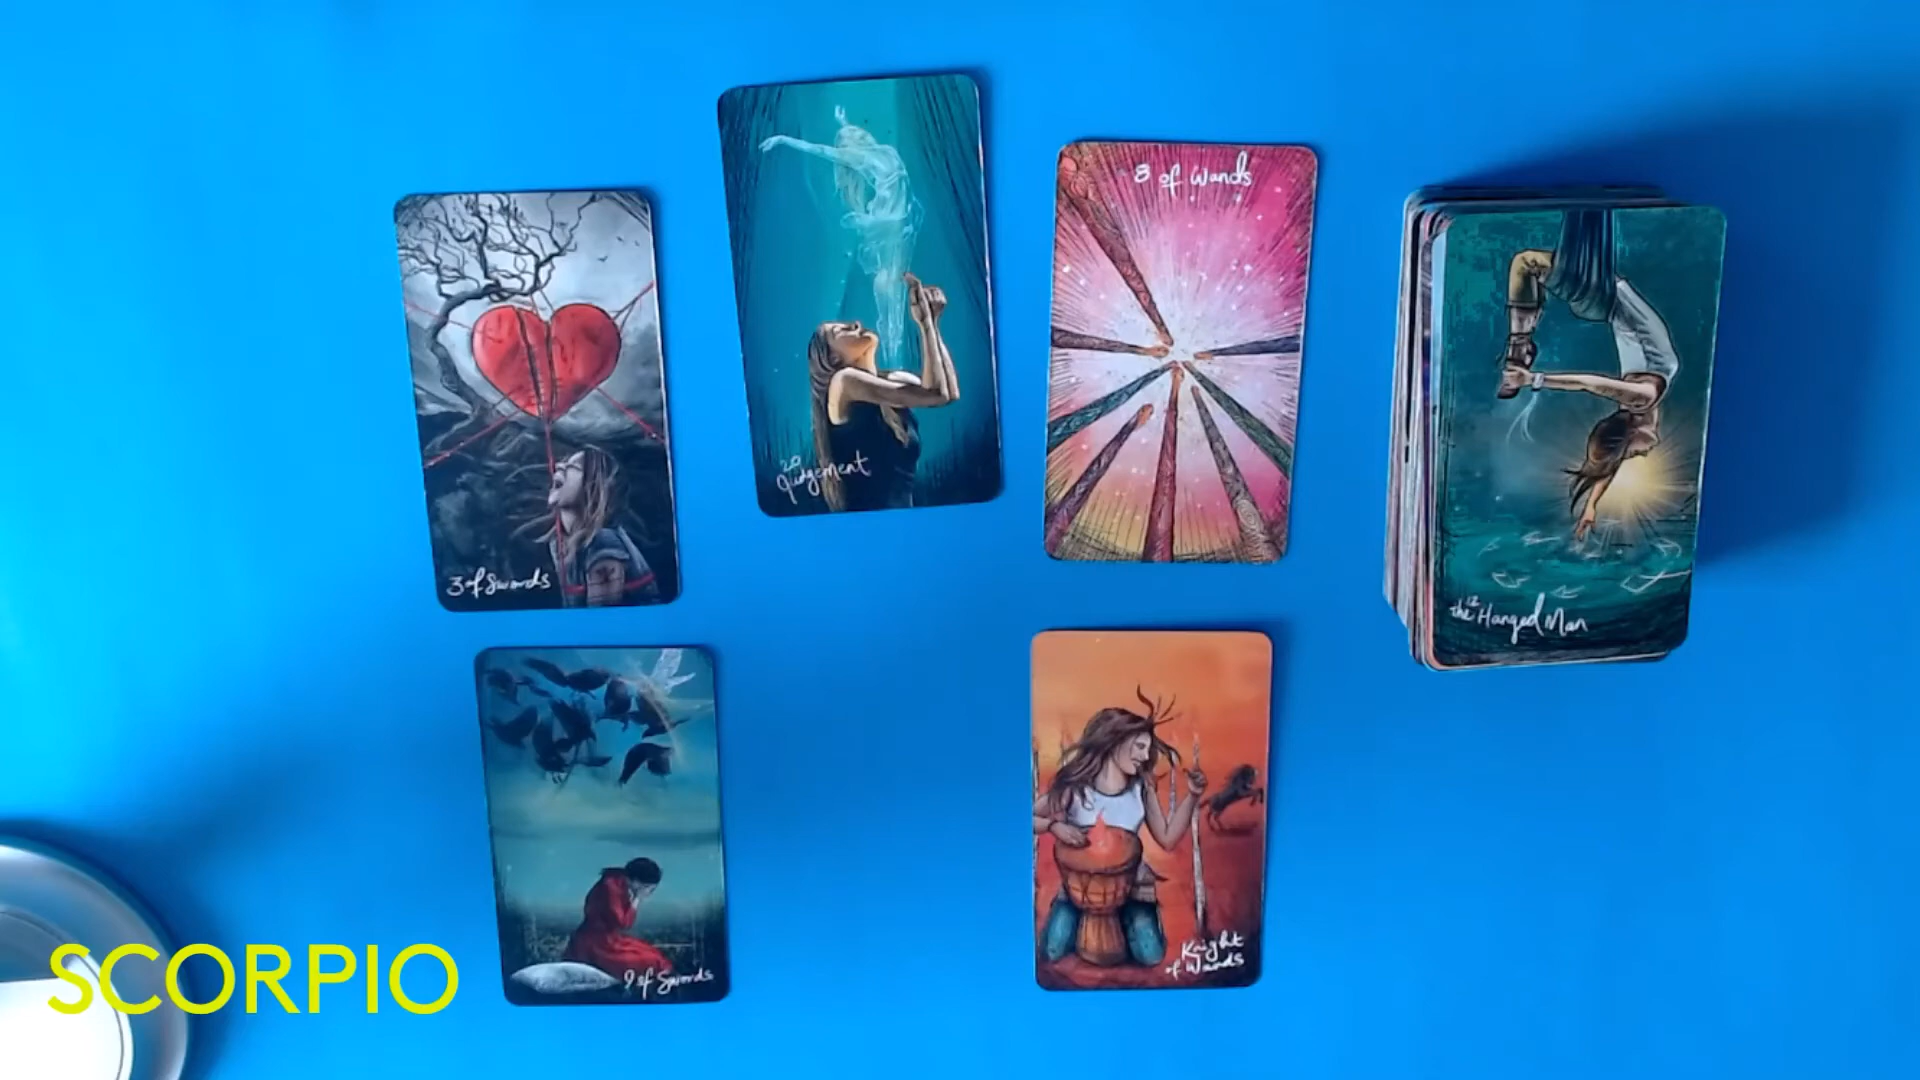 3 of Swords
20
Judgement
8 of Wands
12
the Hanged Man
9 of Swords
Knight
of Wands
SCORPIO